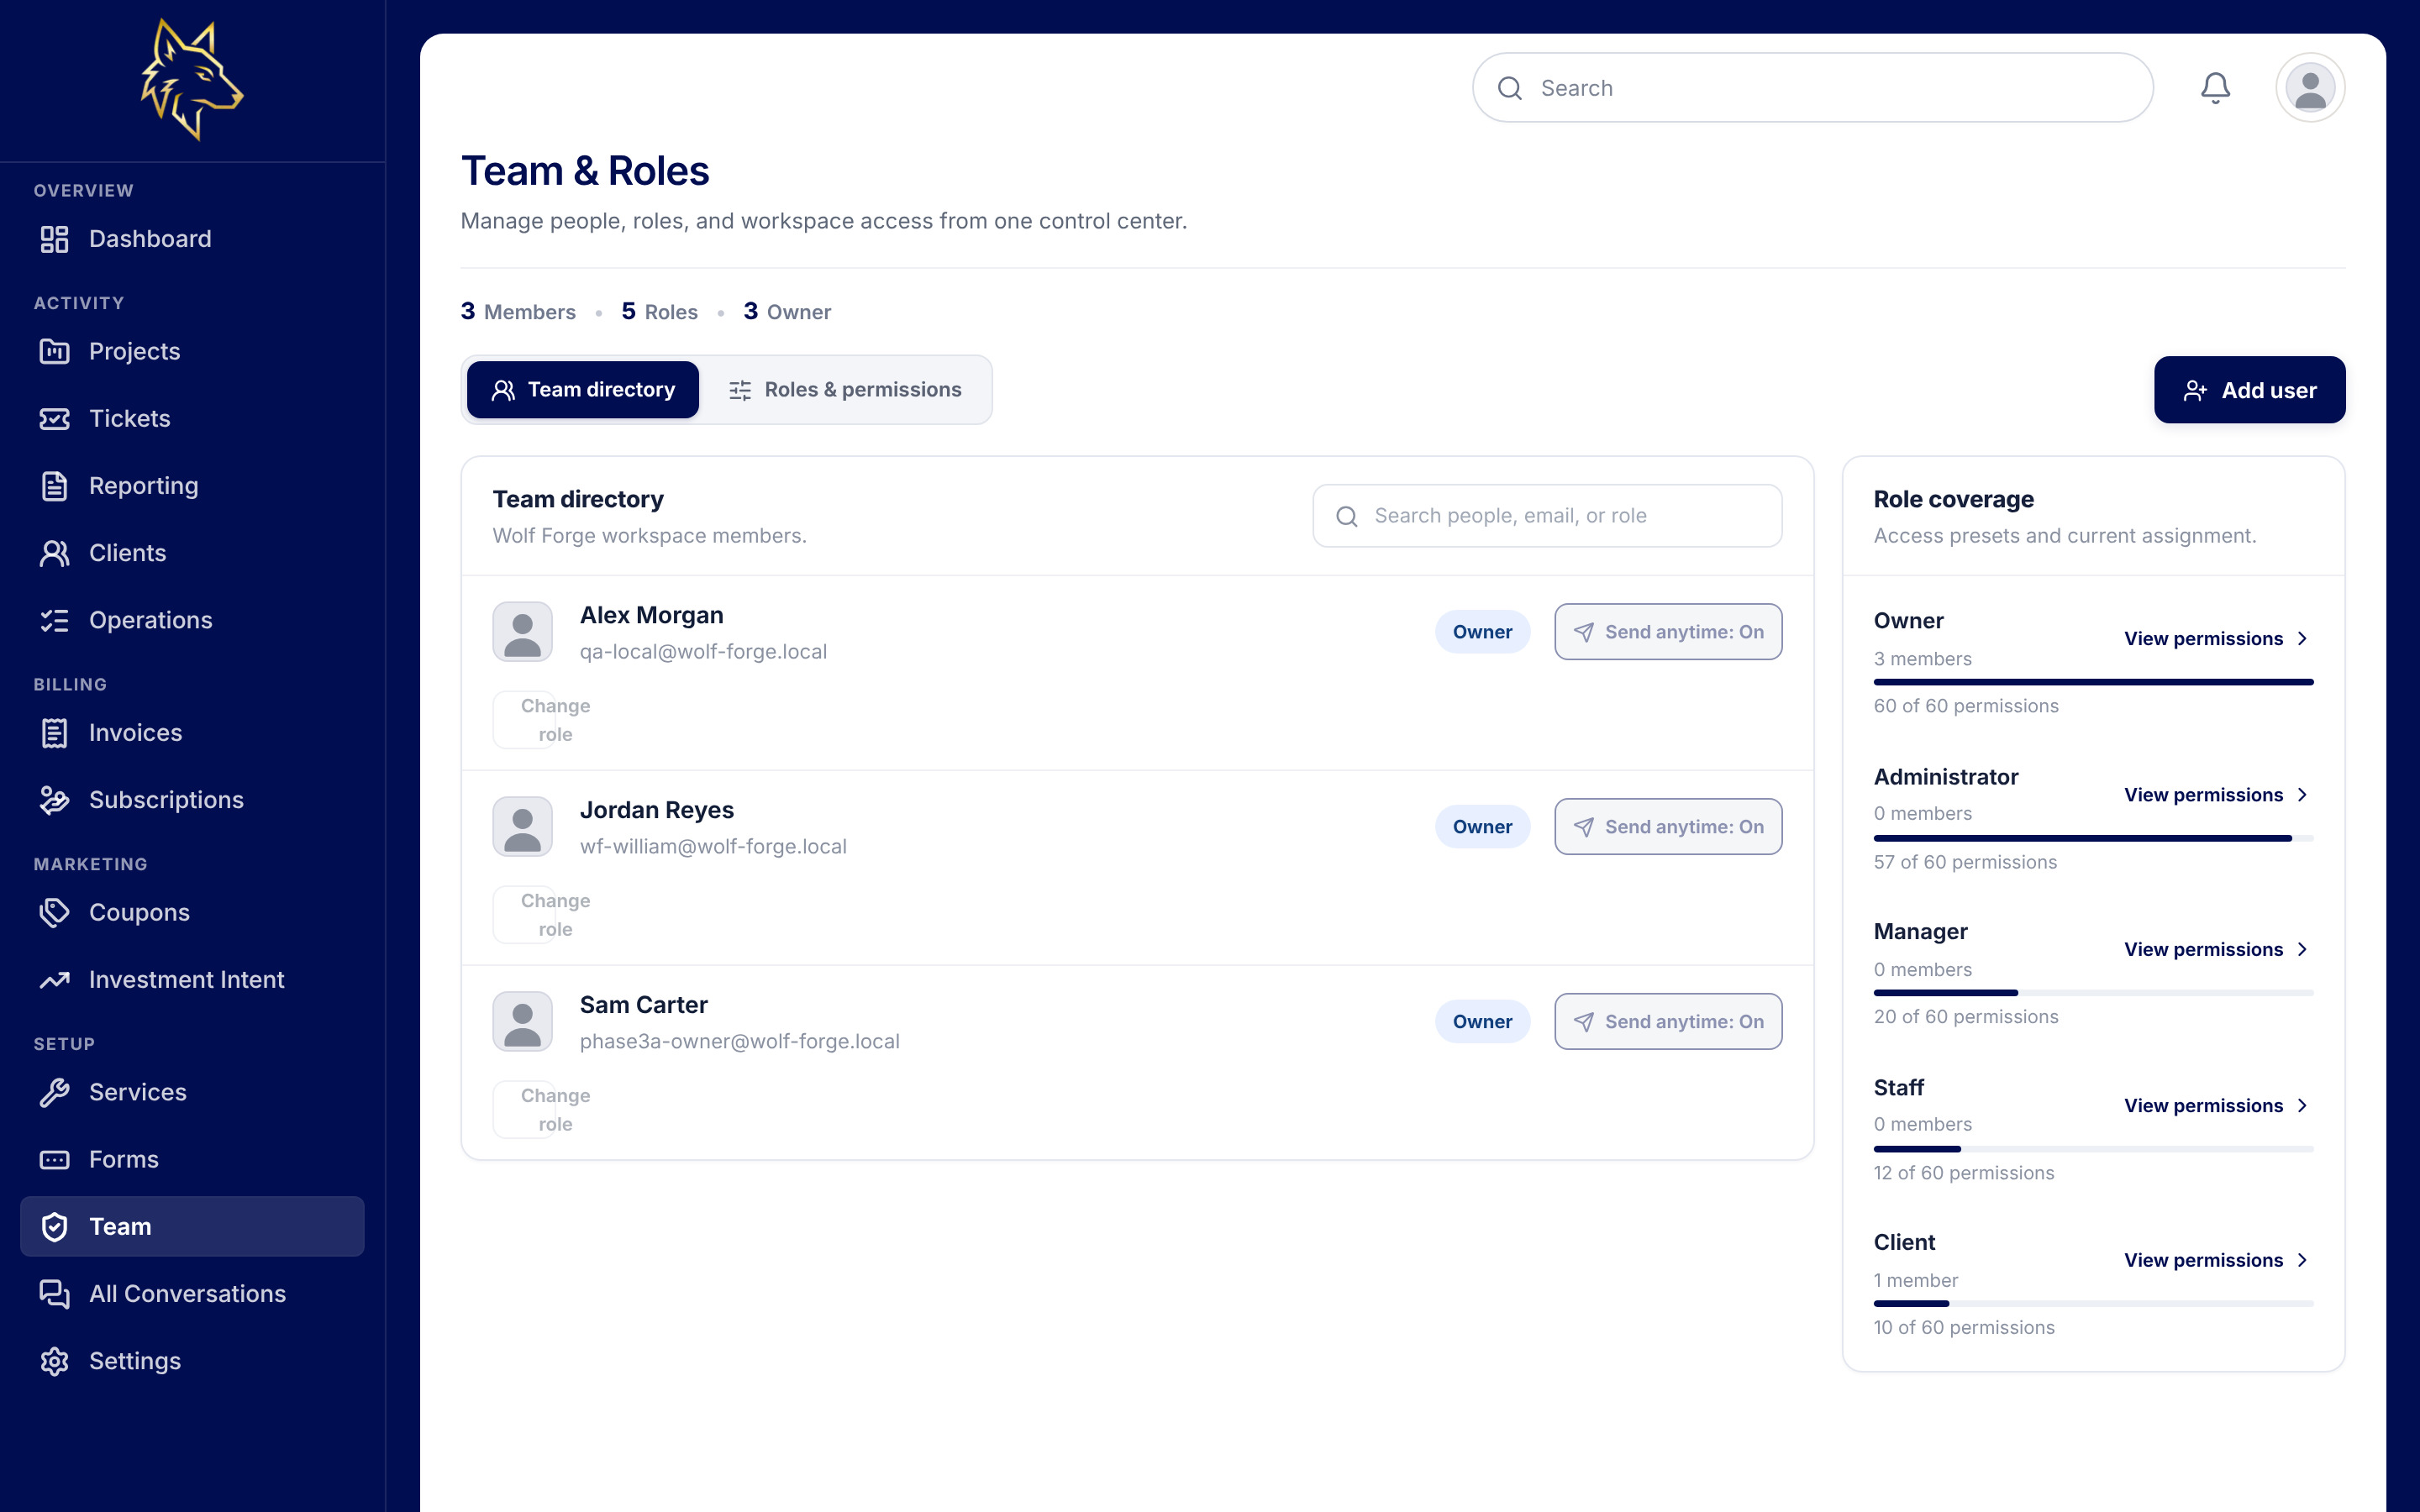 OVERVIEW
Dashboard
ACTIVITY
Projects
Tickets
Reporting
Clients
Operations
BILLING
Invoices
Subscriptions
MARKETING
Coupons
Investment Intent
SETUP
Services
Forms
Team
All Conversations
Settings
Search
Team & Roles
Manage people, roles, and workspace access from one control center.
3 Members • 5 Roles • 3 Owner
Team directory
Roles & permissions
Add user
Team directory
Wolf Forge workspace members.
Search people, email, or role
Alex Morgan
qa-local@wolf-forge.local
Owner
Send anytime: On
Change
role
Jordan Reyes
wf-william@wolf-forge.local
Owner
Send anytime: On
Change
role
Sam Carter
phase3a-owner@wolf-forge.local
Owner
Send anytime: On
Change
role
Role coverage
Access presets and current assignment.
Owner
3 members
View permissions
60 of 60 permissions
Administrator
0 members
View permissions
57 of 60 permissions
Manager
0 members
View permissions
20 of 60 permissions
Staff
0 members
View permissions
12 of 60 permissions
Client
1 member
View permissions
10 of 60 permissions